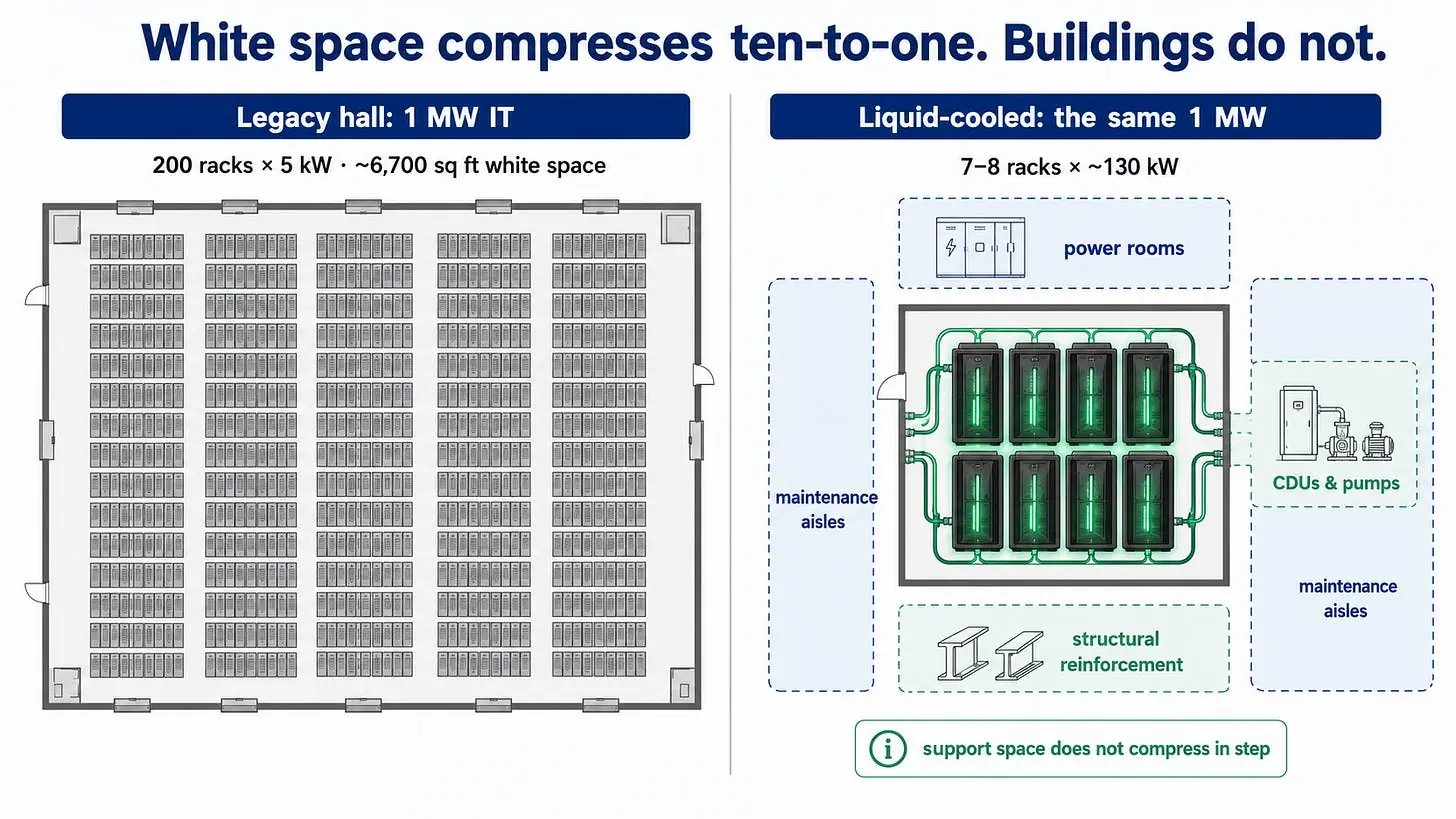 White space compresses ten-to-one. Buildings do not.
Legacy hall: 1 MW IT
200 racks × 5 kW · ~6,700 sq ft white space
Liquid-cooled: the same 1 MW
7–8 racks × ~130 kW
power rooms
maintenance
aisles
CDUs & pumps
maintenance
aisles
structural
reinforcement
i
support space does not compress in step